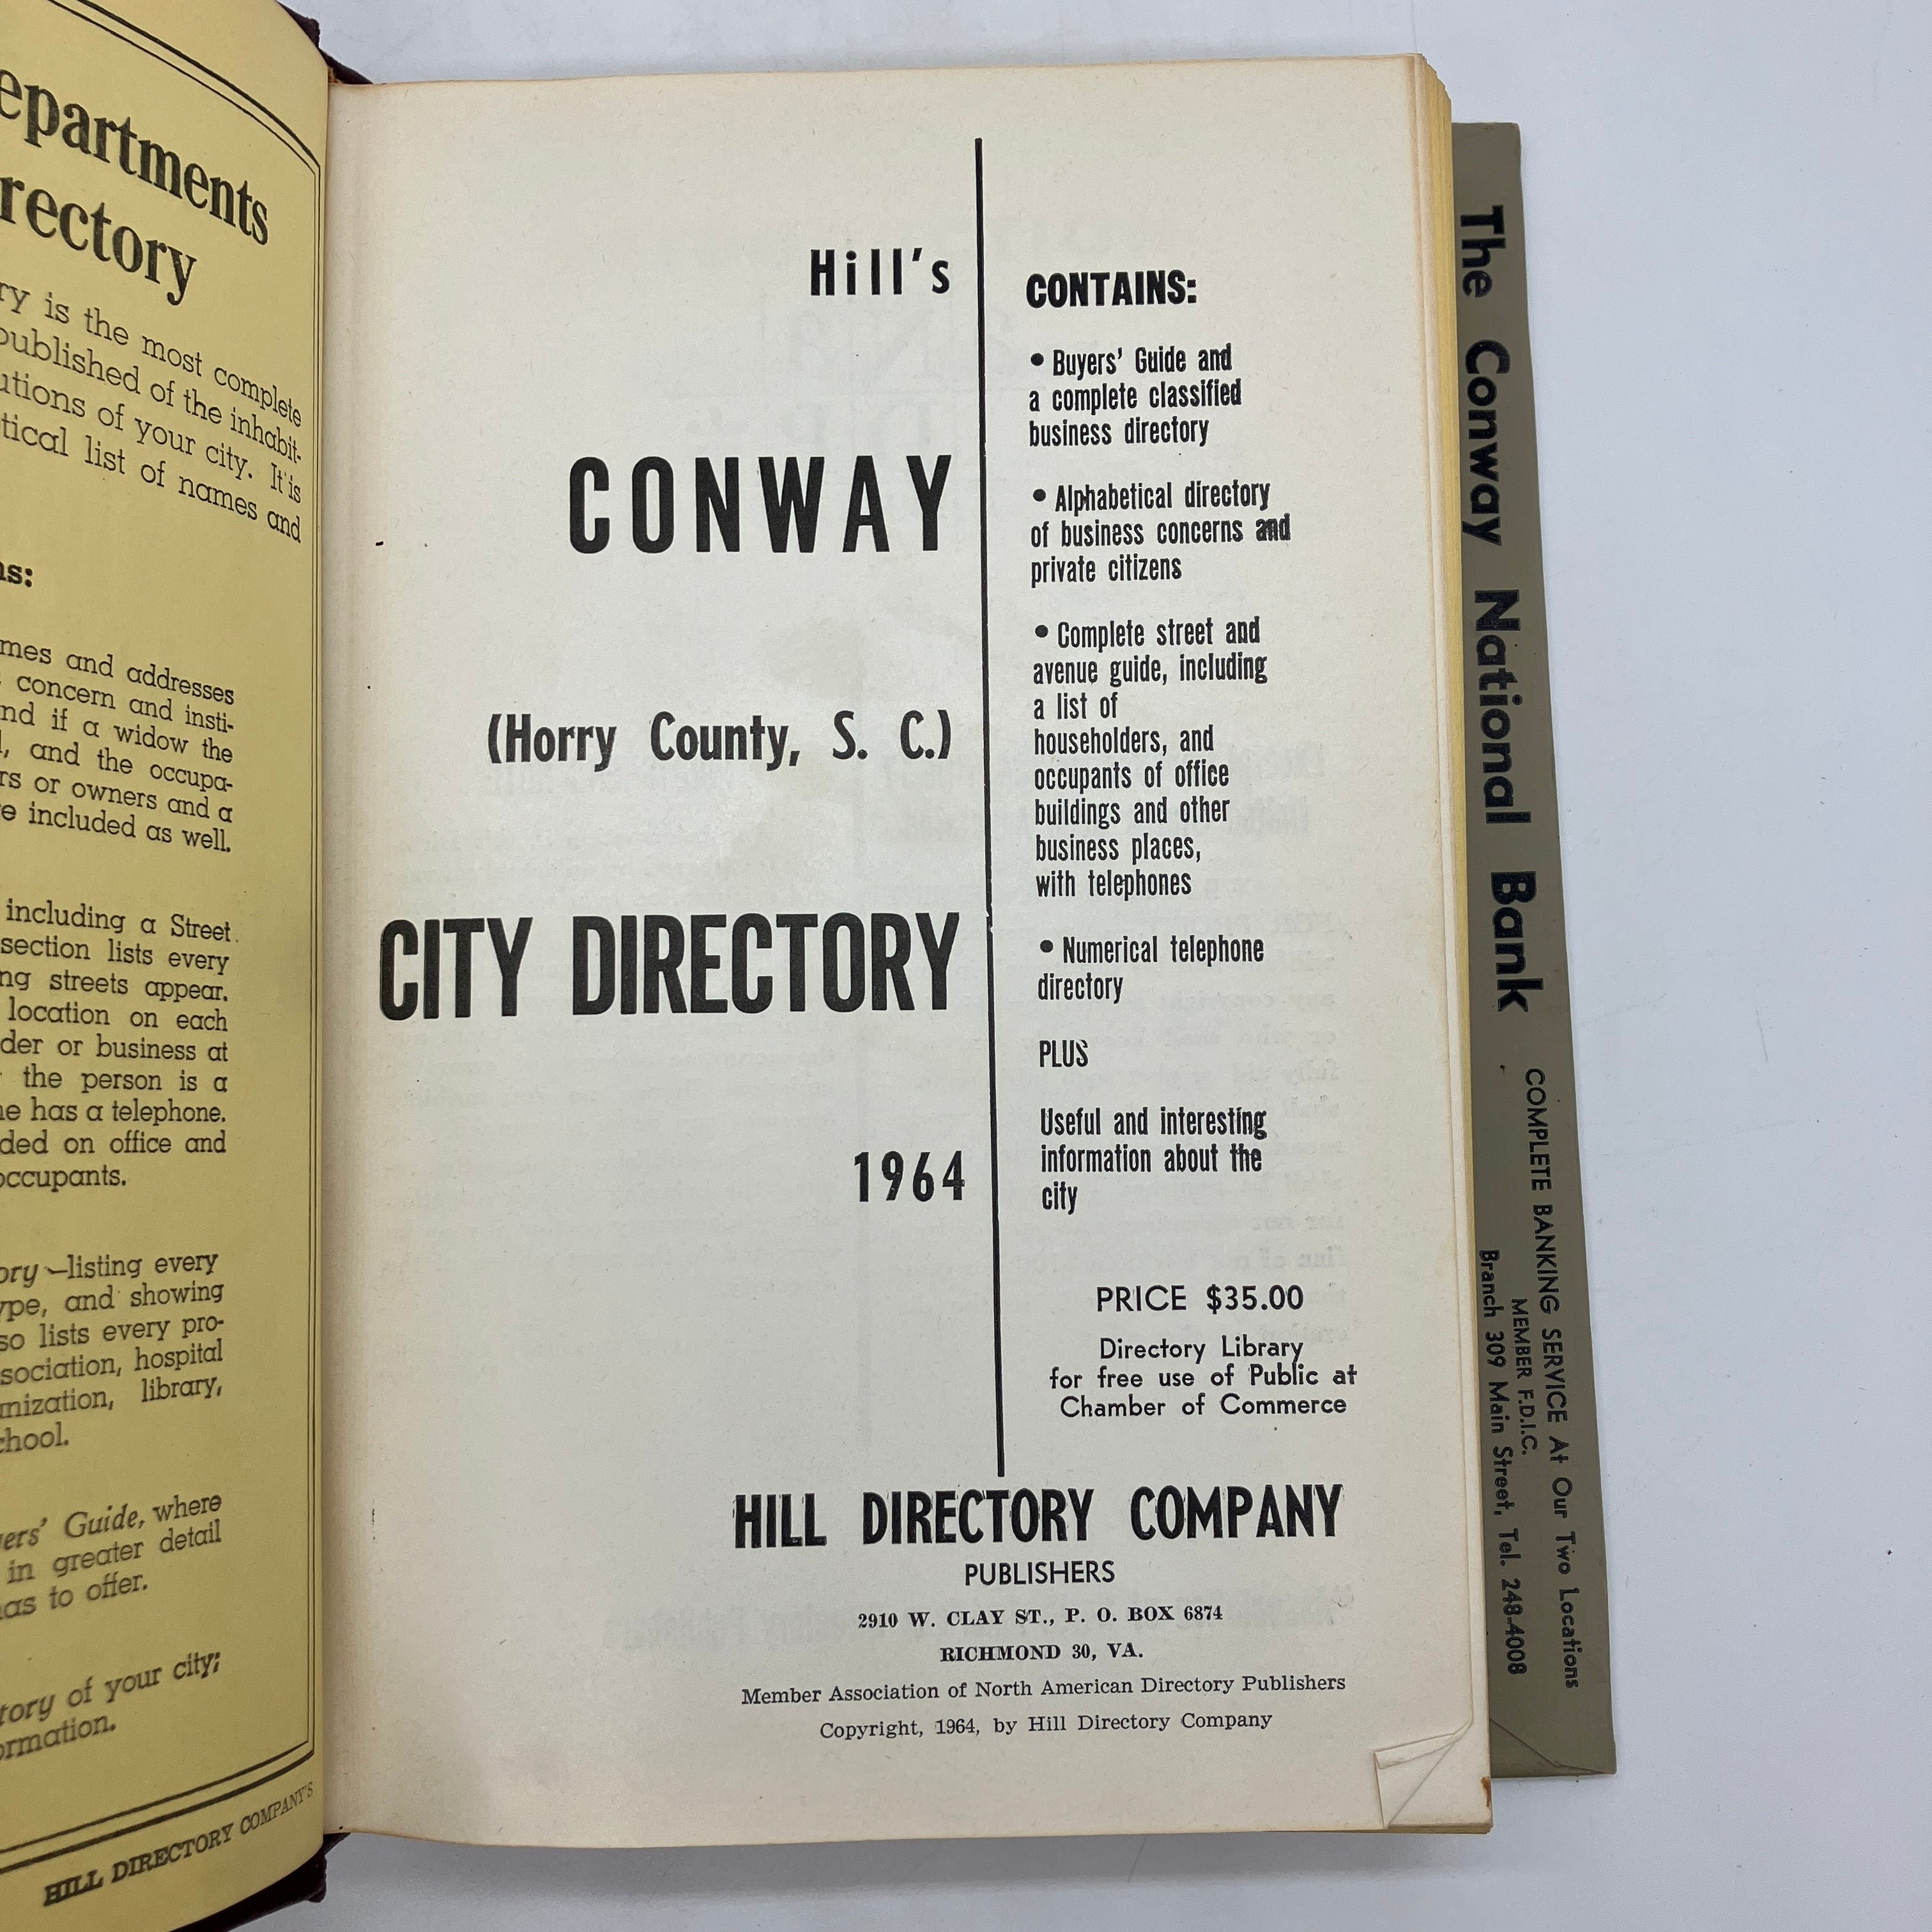 epartments
rectory
ry is the most complete
published of the inhabit-
utions of your city. It is
tical list of names and
ns:
mes and addresses
concern and insti-
nd if a widow the
, and the occupa-
rs or owners and a
e included as well.
including a Street
section lists every
ng streets appear.
location on each
der or business at
the person is a
ne has a telephone.
ded on office and
occupants.
ory—listing every
ype, and showing
so lists every pro-
sociation, hospital
nization, library,
chool.
yers' Guide, where
in greater detail
as to offer.
tory of your city;
ormation.
HILL DIRECTORY COMPANY'S
Hill's
CONWAY
(Horry County, S. C.)
CITY DIRECTORY
1964
CONTAINS:
• Buyers' Guide and
a complete classified
business directory
• Alphabetical directory
of business concerns and
private citizens
• Complete street and
avenue guide, including
a list of
householders, and
occupants of office
buildings and other
business places,
with telephones
• Numerical telephone
directory
PLUS
Useful and interesting
information about the
city
PRICE $35.00
Directory Library
for free use of Public at
Chamber of Commerce
HILL DIRECTORY COMPANY
PUBLISHERS
2910 W. CLAY ST., P. O. BOX 6874
RICHMOND 30, VA.
Member Association of North American Directory Publishers
Copyright, 1964, by Hill Directory Company
The Conway National Bank
COMPLETE BANKING SERVICE At Our Two Locations
MEMBER F.D.I.C.
Branch 309 Main Street, Tel. 248-4008